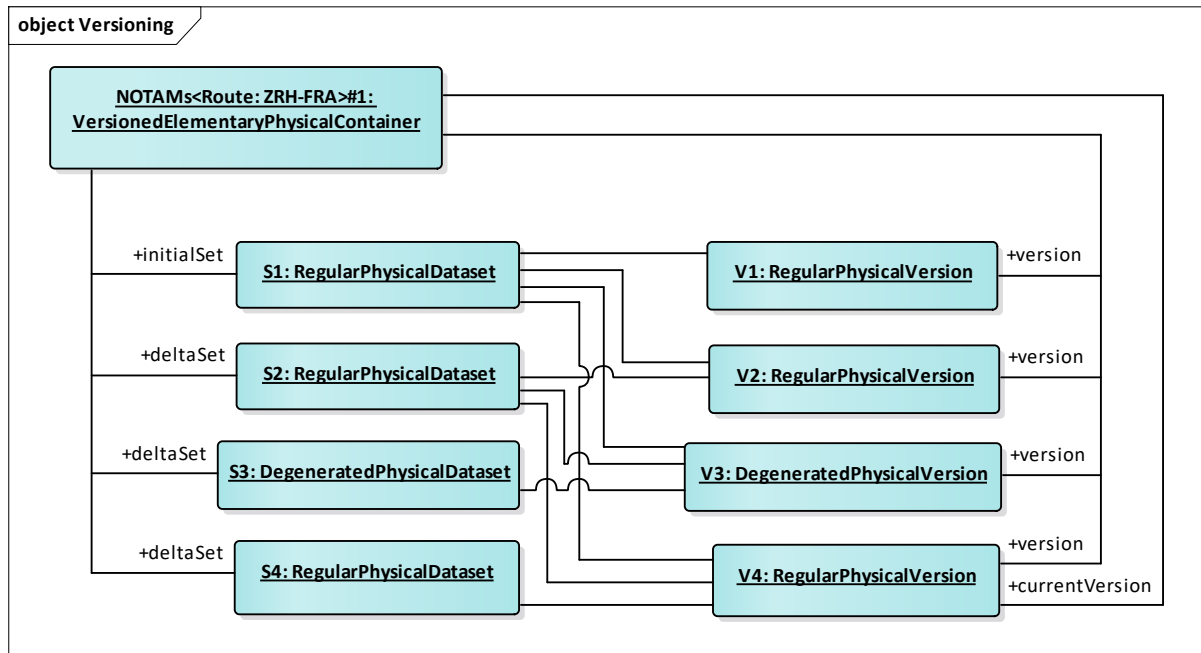 object Versioning
NOTAMs<Route: ZRH-FRA>#1:
VersionedElementaryPhysicalContainer
+initialSet
S1: RegularPhysicalDataset
V1: RegularPhysicalVersion
+version
+deltaSet
S2: RegularPhysicalDataset
V2: RegularPhysicalVersion
+version
+deltaSet
S3: DegeneratedPhysicalDataset
V3: DegeneratedPhysicalVersion
+version
+deltaSet
S4: RegularPhysicalDataset
V4: RegularPhysicalVersion
+version
+currentVersion